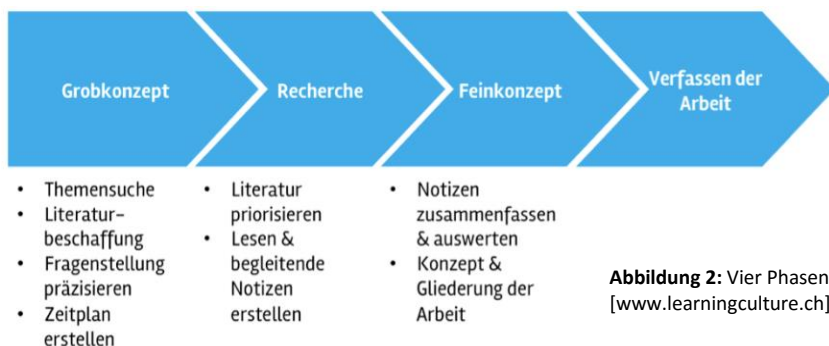 Grobkonzept
Recherche
Feinkonzept
Verfassen der
Arbeit
• Themensuche
• Literatur-
beschaffung
• Fragenstellung
präzisieren
• Zeitplan
erstellen
• Literatur
priorisieren
• Lesen &
begleitende
Notizen
erstellen
• Notizen
zusammenfassen
& auswerten
• Konzept &
Gliederung der
Arbeit
Abbildung 2: Vier Phasen
[www.learningculture.ch]